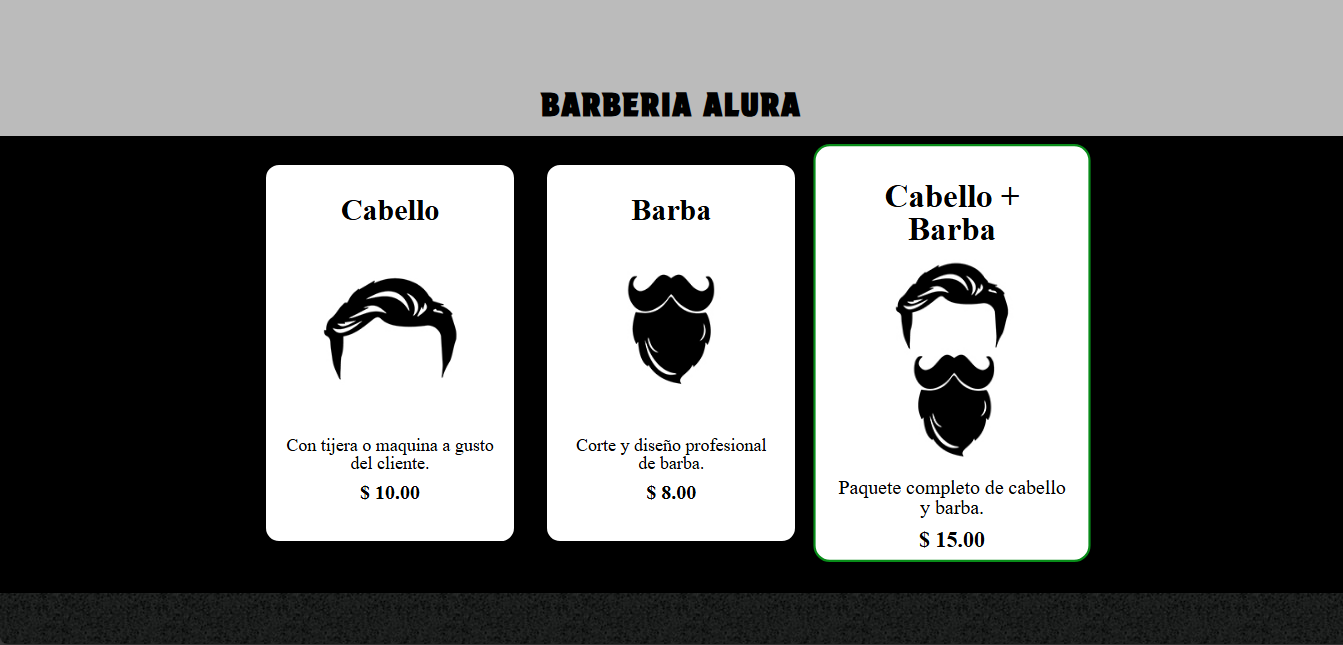 BARBERIA ALURA
Cabello
Con tijera o maquina a gusto
del cliente.
$ 10.00
Barba
Corte y diseño profesional
de barba.
$ 8.00
Cabello +
Barba
Paquete completo de cabello
y barba.
$ 15.00